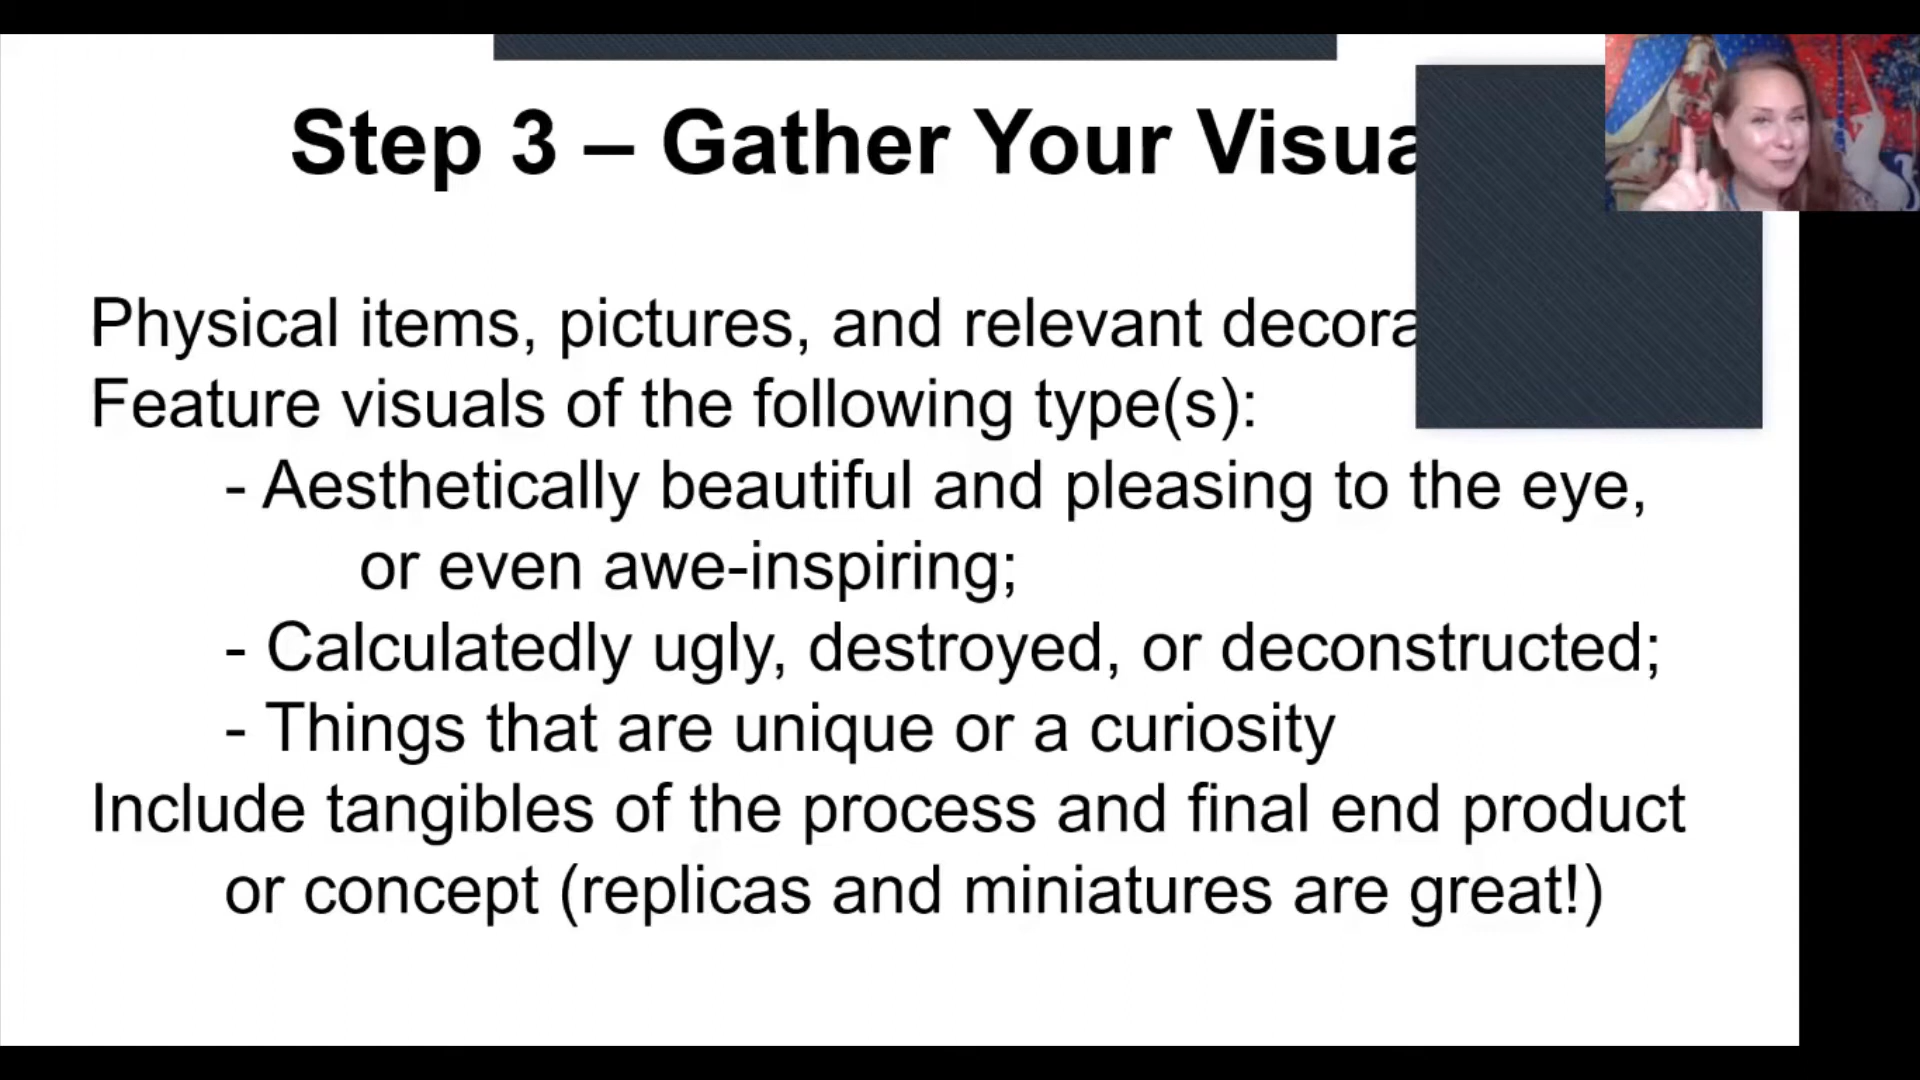 Step 3 – Gather Your Visua
Physical items, pictures, and relevant decora
Feature visuals of the following type(s):
- Aesthetically beautiful and pleasing to the eye,
or even awe-inspiring;
- Calculatedly ugly, destroyed, or deconstructed;
- Things that are unique or a curiosity
Include tangibles of the process and final end product
or concept (replicas and miniatures are great!)